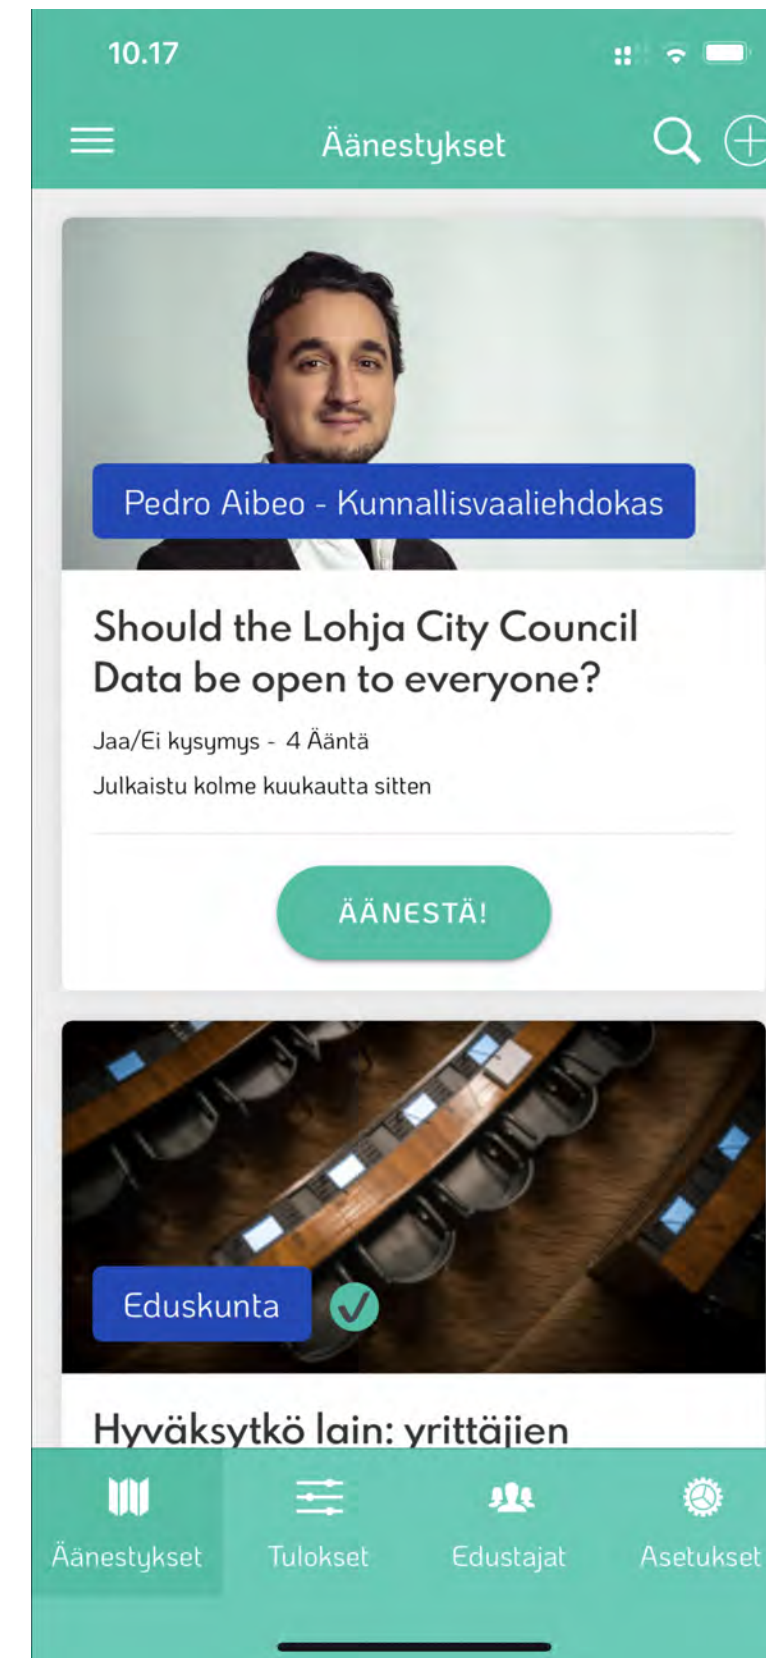 10.17
Äänestykset
Pedro Aibeo - Kunnallisvaaliehdokas
Should the Lohja City Council
Data be open to everyone?
Jaa/Ei kysymys - 4 Ääntä
Julkaistu kolme kuukautta sitten
ÄÄNESTÄ!
Eduskunta
Hyväksytkö lain: yrittäjien
Äänestykset
Tulokset
Edustajat
Asetukset